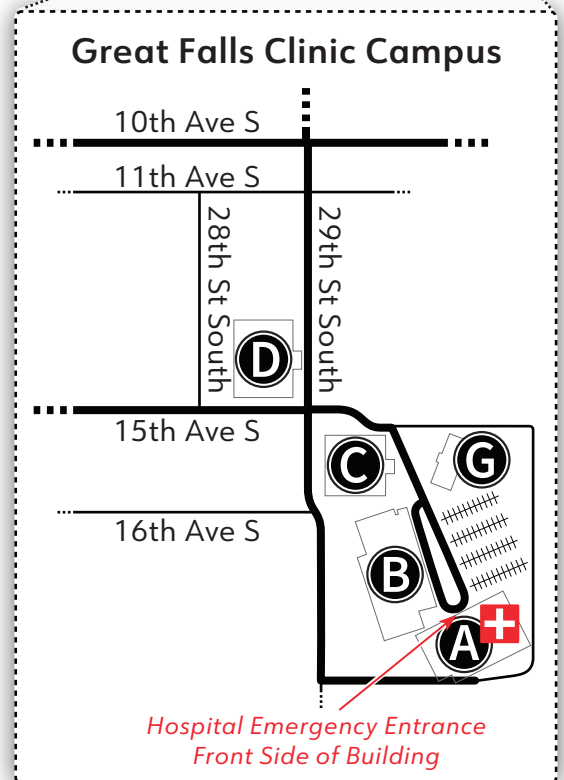 Great Falls Clinic Campus
10th Ave S
11th Ave S
28th St South
29th St South
D
15th Ave S
C
G
16th Ave S
B
A
Hospital Emergency Entrance
Front Side of Building